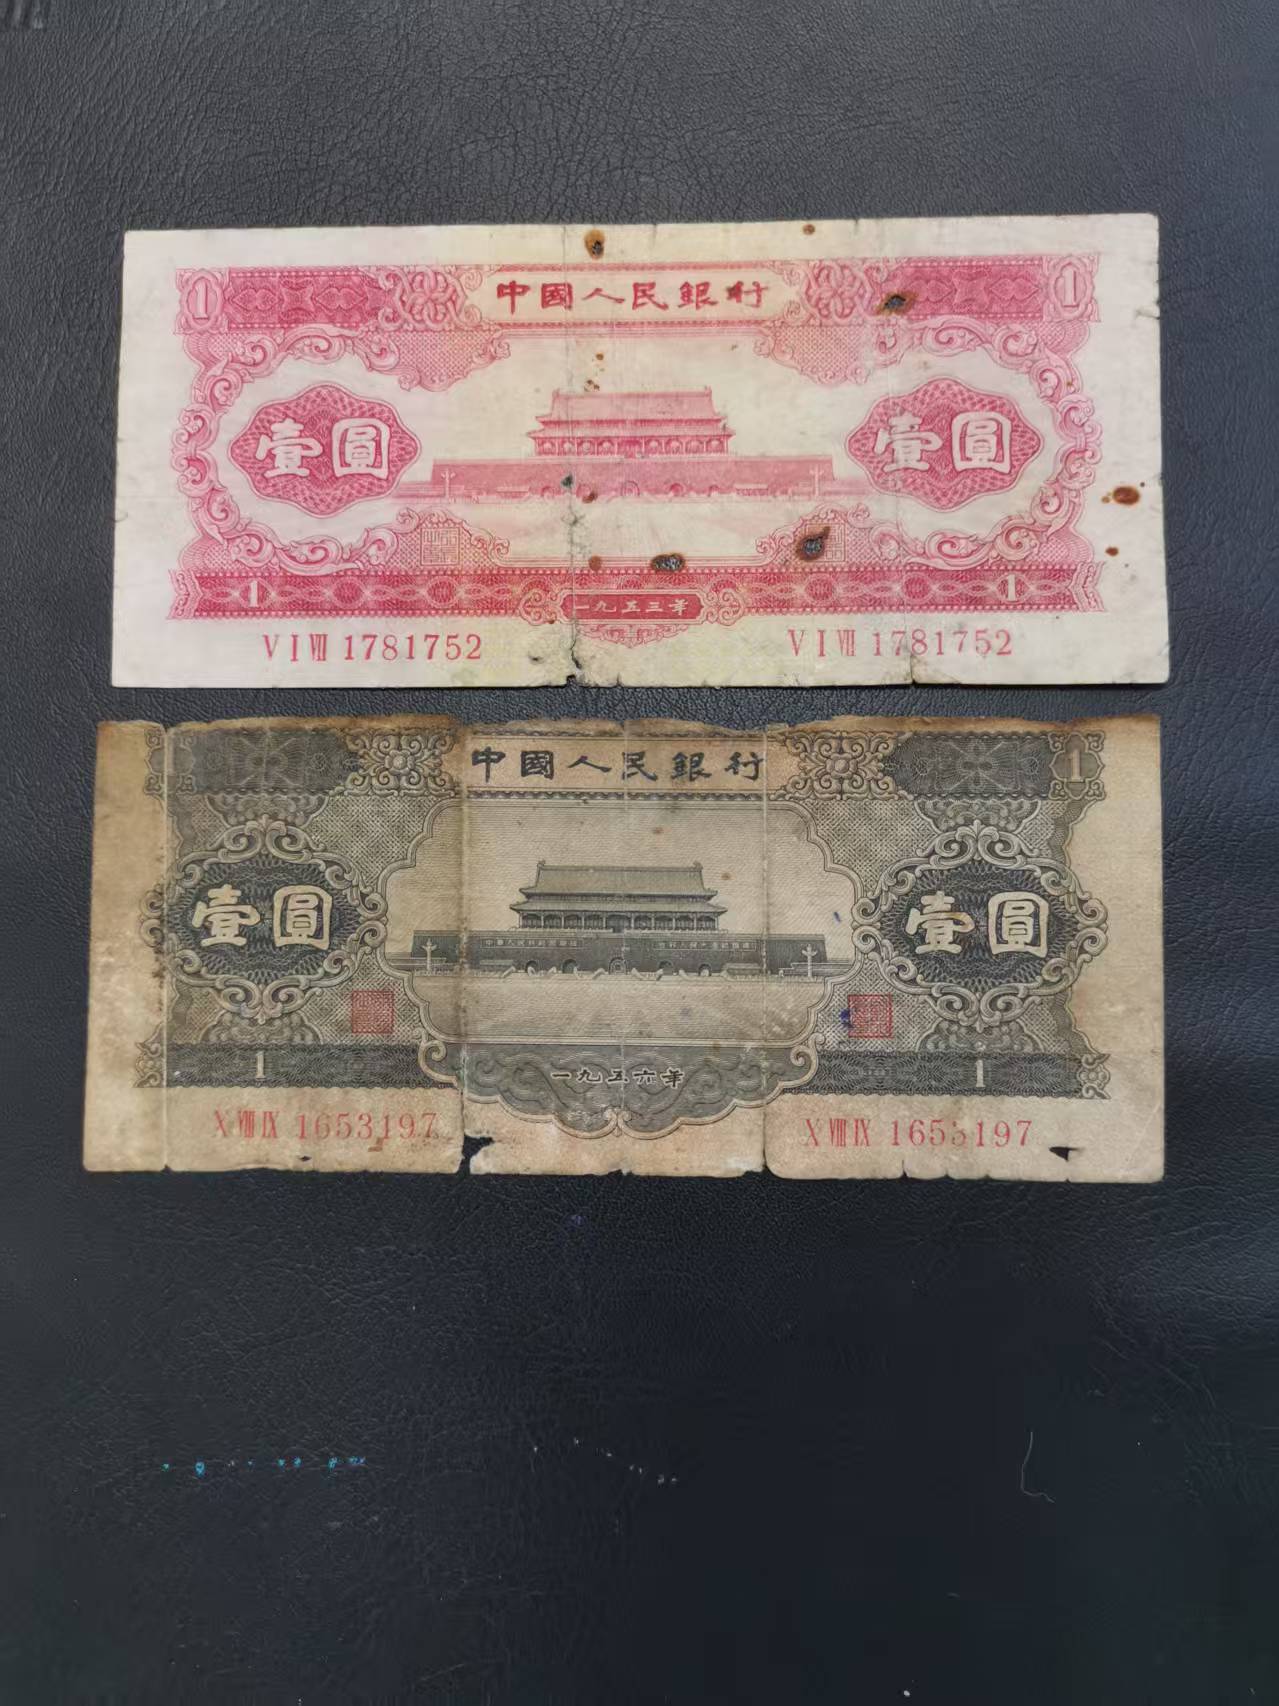 1 中國人民銀行 1
壹圓 壹圓
1 一九五三年 1
V I VII 1781752 V I VII 1781752
中國人民銀行 1
壹圓 壹圓
1 一九五六年 1
X VIII IX 1653197 X VIII IX 1653197